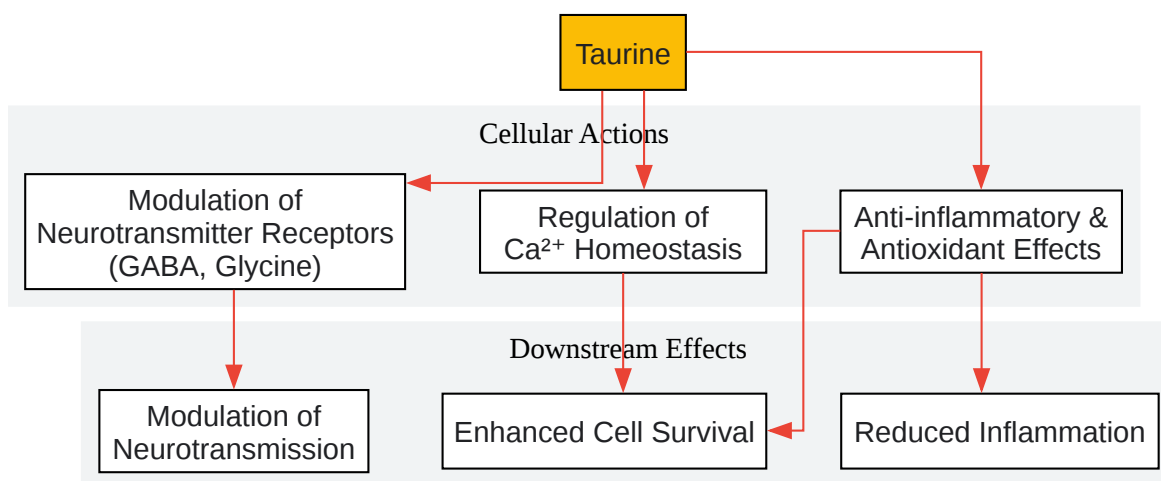 Taurine
Cellular Actions
Modulation of
Neurotransmitter Receptors
(GABA, Glycine)
Regulation of
Ca²⁺ Homeostasis
Anti-inflammatory &
Antioxidant Effects
Downstream Effects
Modulation of
Neurotransmission
Enhanced Cell Survival
Reduced Inflammation